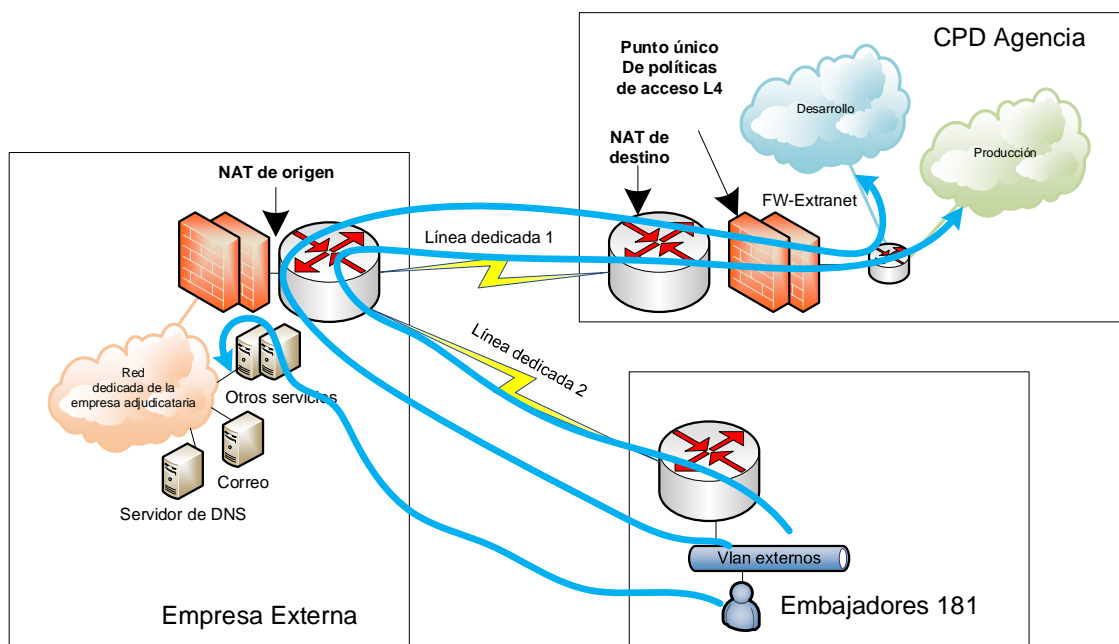 CPD Agencia
Punto único
De políticas
de acceso L4
Desarrollo
Producción
NAT de
destino
FW-Extranet
NAT de origen
Línea dedicada 1
Línea dedicada 2
Red
dedicada de la
empresa adjudicataria
Otros servicios
Correo
Servidor de DNS
Vlan externos
Empresa Externa
Embajadores 181